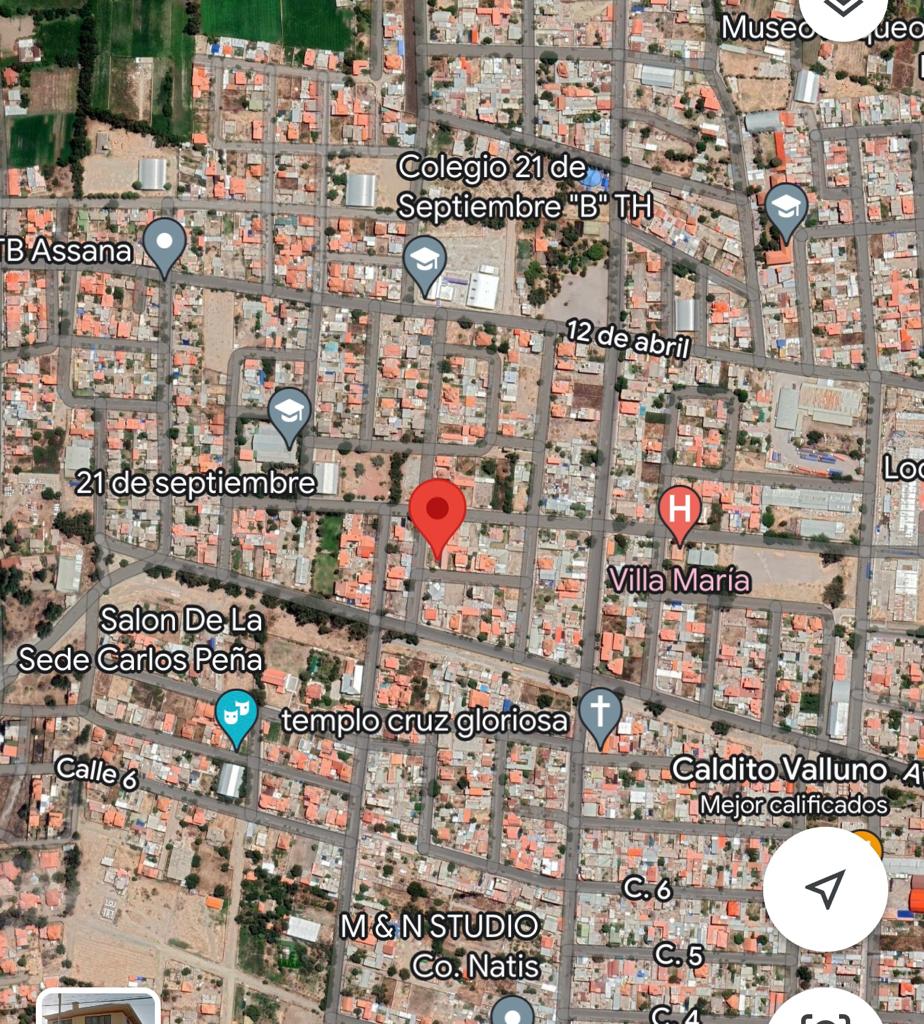 Museo
Colegio 21 de
Septiembre "B" TH
TB Assana
12 de abril
21 de septiembre
H
Villa María
Salon De La
Sede Carlos Peña
templo cruz gloriosa
Calle 6
Caldito Valluno
Mejor calificados
C. 6
M & N STUDIO
Co. Natis
C. 5
C. 4